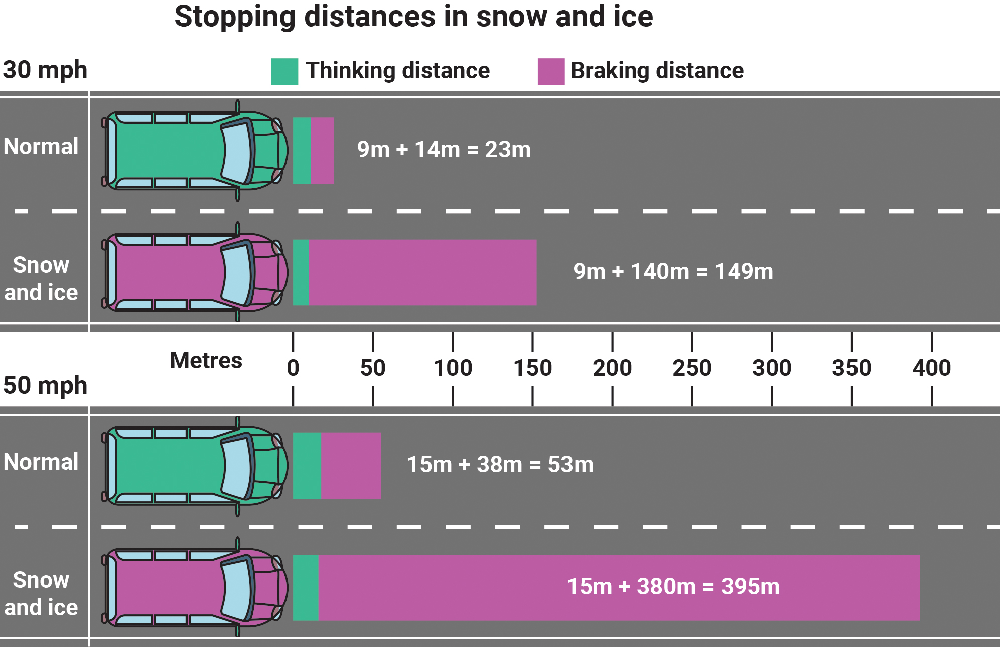 Stopping distances in snow and ice
30 mph
Thinking distance
Braking distance
Normal
9m + 14m = 23m
Snow
and ice
9m + 140m = 149m
Metres
0 50 100 150 200 250 300 350 400
50 mph
Normal
15m + 38m = 53m
Snow
and ice
15m + 380m = 395m